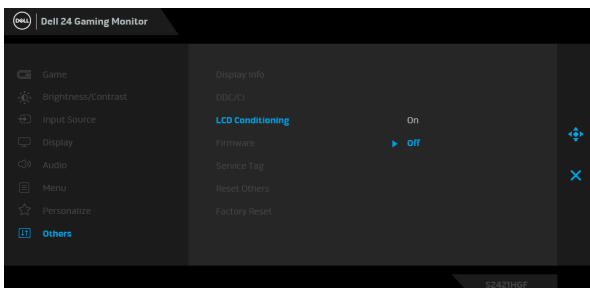 DELL
Dell 24 Gaming Monitor
Game
Brightness/Contrast
Input Source
Display
Audio
Menu
Personalize
Others
Display Info
DDC/CI
LCD Conditioning
Firmware
Service Tag
Reset Others
Factory Reset
On
Off
S2421HGF